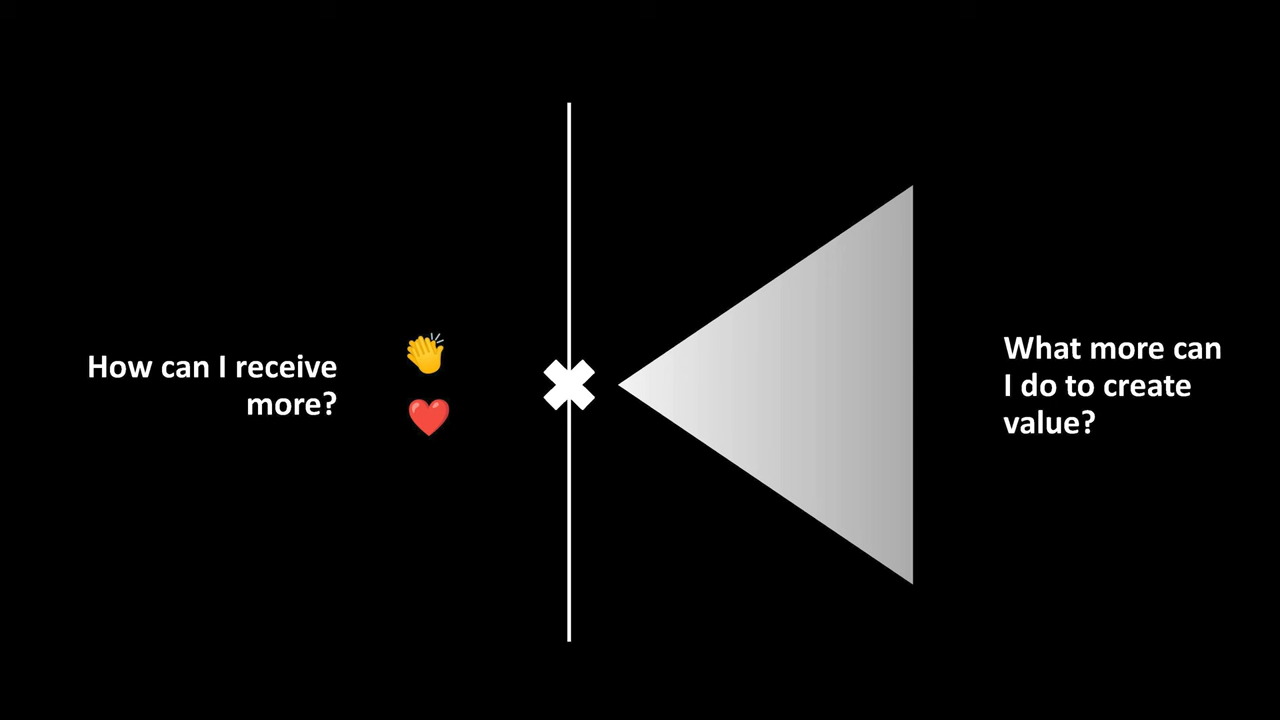 How can I receive
more?
What more can
I do to create
value?